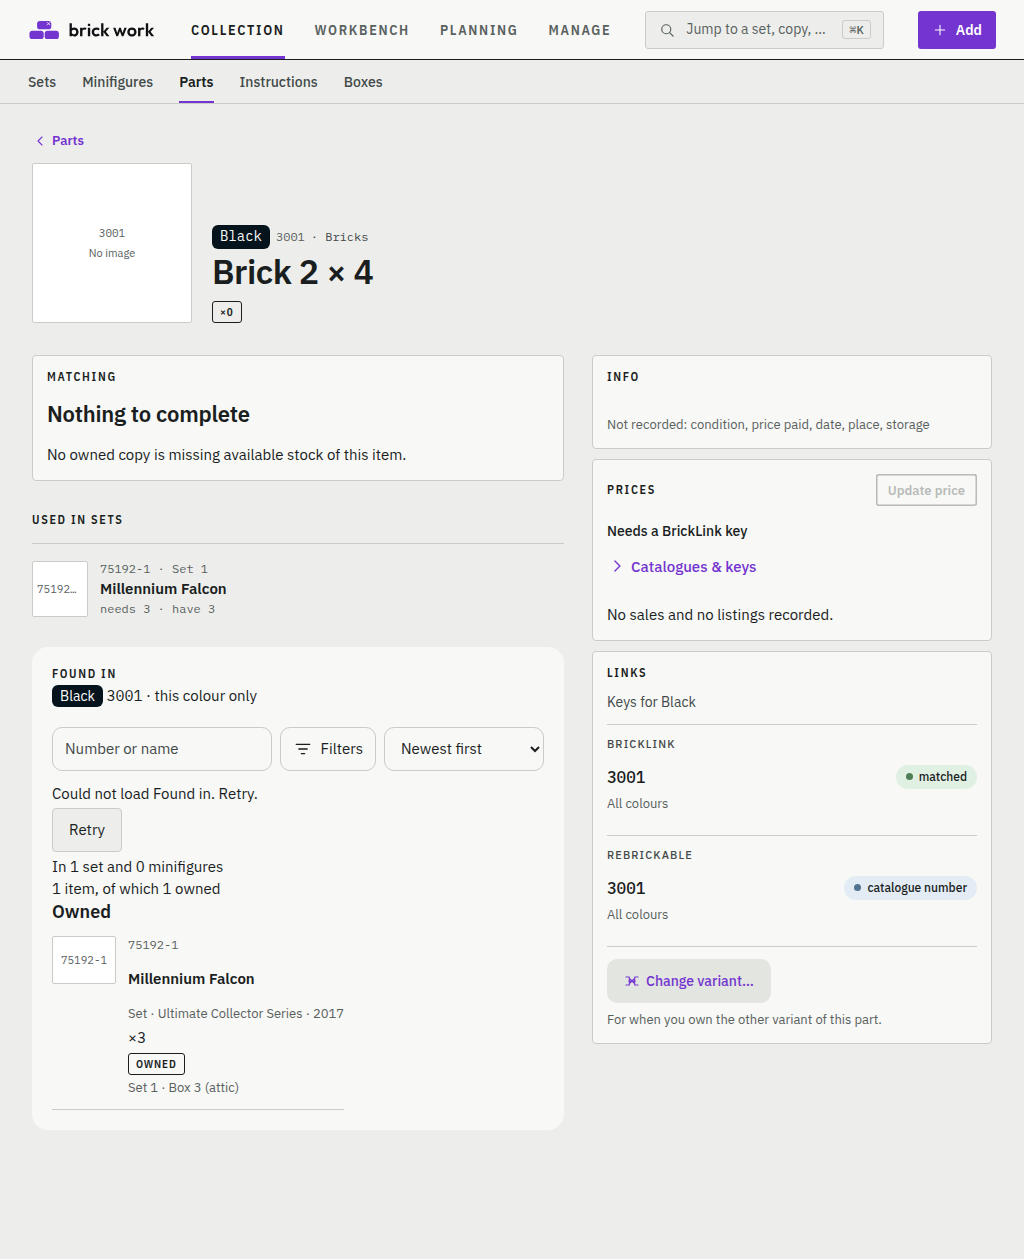 brick work
COLLECTION
WORKBENCH
PLANNING
MANAGE
Jump to a set, copy, ...
⌘K
Add
Sets
Minifigures
Parts
Instructions
Boxes
Parts
3001
No image
Black 3001 · Bricks
Brick 2 × 4
×0
MATCHING
Nothing to complete
No owned copy is missing available stock of this item.
USED IN SETS
75192…
75192-1 · Set 1
Millennium Falcon
needs 3 · have 3
FOUND IN
Black 3001 · this colour only
Number or name
Filters
Newest first
Could not load Found in. Retry.
Retry
In 1 set and 0 minifigures
1 item, of which 1 owned
Owned
75192-1
75192-1
Millennium Falcon
Set · Ultimate Collector Series · 2017
×3
OWNED
Set 1 · Box 3 (attic)
INFO
Not recorded: condition, price paid, date, place, storage
PRICES
Update price
Needs a BrickLink key
Catalogues & keys
No sales and no listings recorded.
LINKS
Keys for Black
BRICKLINK
3001
matched
All colours
REBRICKABLE
3001
catalogue number
All colours
Change variant…
For when you own the other variant of this part.